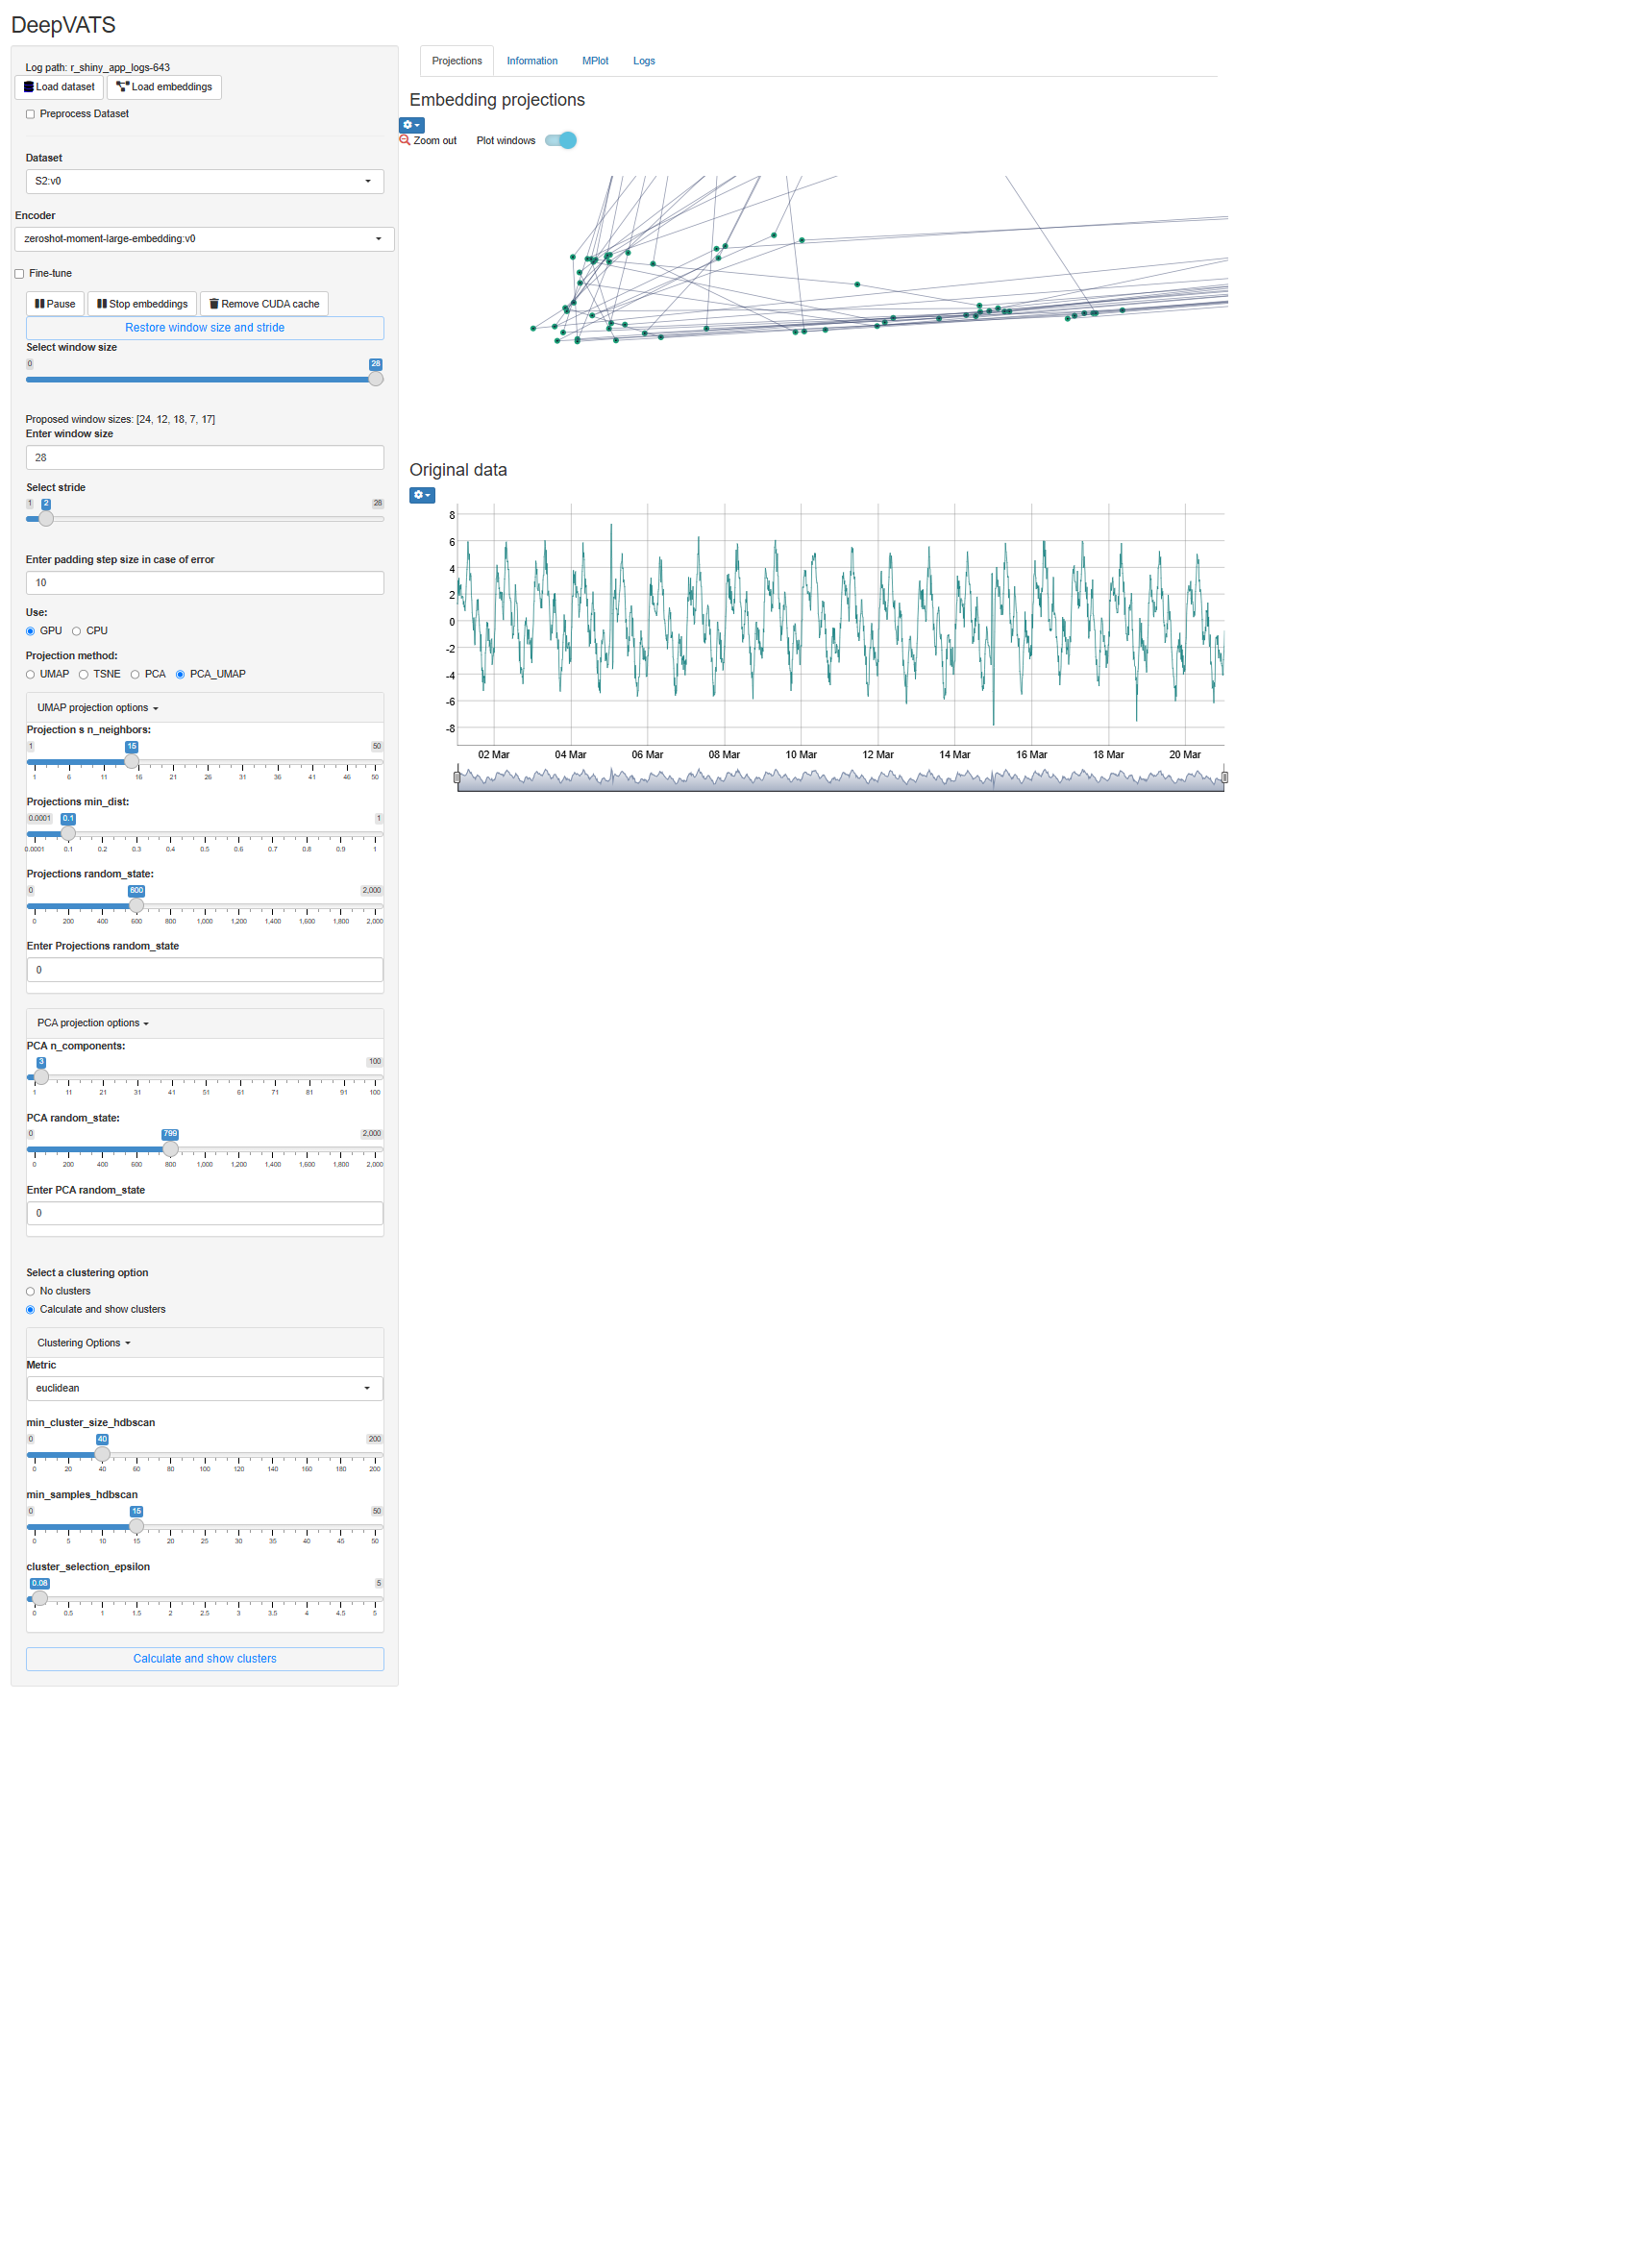 DeepVATS
Log path: r_shiny_app_logs-643
Load dataset Load embeddings
Preprocess Dataset
Dataset
S2:v0
Encoder
zeroshot-moment-large-embedding:v0
Fine-tune
Pause Stop embeddings Remove CUDA cache
Restore window size and stride
Select window size
0 28
Proposed window sizes: [24, 12, 18, 7, 17]
Enter window size
28
Select stride
1 2 28
Enter padding step size in case of error
10
Use:
GPU CPU
Projection method:
UMAP TSNE PCA PCA_UMAP
UMAP projection options
Projection s n_neighbors:
1 15 50
1 6 11 16 21 26 31 36 41 46 50
Projections min_dist:
0.0001 0.1 1
0.0001 0.1 0.2 0.3 0.4 0.5 0.6 0.7 0.8 0.9 1
Projections random_state:
0 600 2,000
0 200 400 600 800 1,000 1,200 1,400 1,600 1,800 2,000
Enter Projections random_state
0
PCA projection options
PCA n_components:
3 100
1 11 21 31 41 51 61 71 81 91 100
PCA random_state:
0 799 2,000
0 200 400 600 800 1,000 1,200 1,400 1,600 1,800 2,000
Enter PCA random_state
0
Select a clustering option
No clusters
Calculate and show clusters
Clustering Options
Metric
euclidean
min_cluster_size_hdbscan
0 40 200
0 20 40 60 80 100 120 140 160 180 200
min_samples_hdbscan
0 15 50
0 5 10 15 20 25 30 35 40 45 50
cluster_selection_epsilon
0.08 5
0 0.5 1 1.5 2 2.5 3 3.5 4 4.5 5
Calculate and show clusters
Projections Information MPlot Logs
Embedding projections
Zoom out Plot windows
Original data
8
6
4
2
0
-2
-4
-6
-8
02 Mar 04 Mar 06 Mar 08 Mar 10 Mar 12 Mar 14 Mar 16 Mar 18 Mar 20 Mar